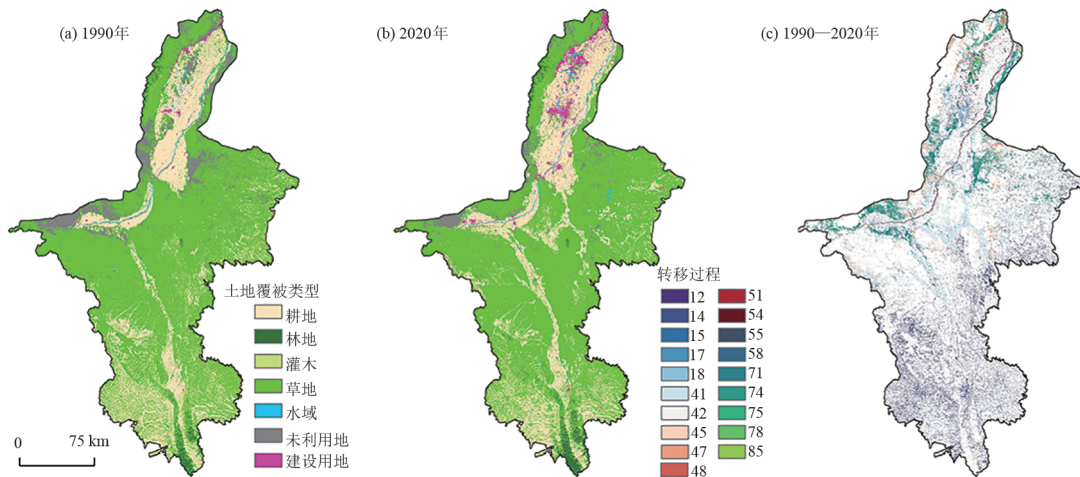 (a) 1990年
(b) 2020年
(c) 1990—2020年
土地覆被类型
耕地
林地
灌木
草地
水域
未利用地
建设用地
0 75 km
转移过程
12
14
15
17
18
41
42
45
47
48
51
54
55
58
71
74
75
78
85